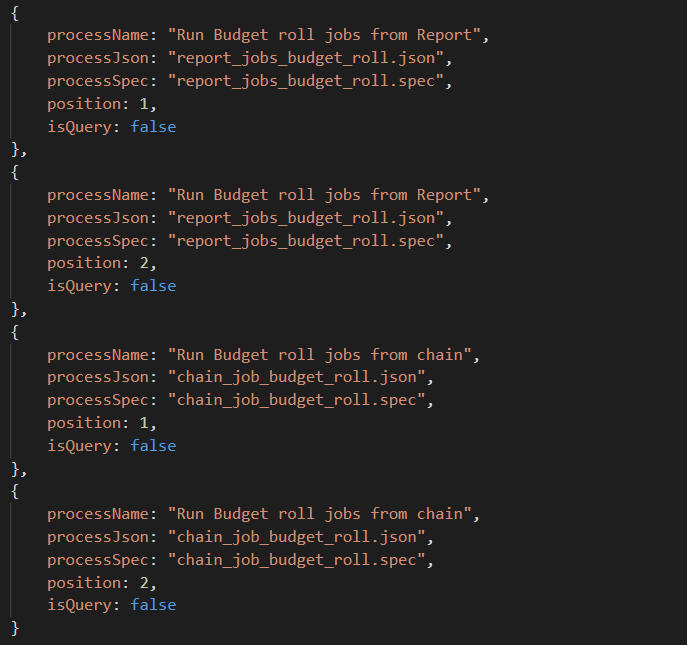 {
processName: "Run Budget roll jobs from Report",
processJson: "report_jobs_budget_roll.json",
processSpec: "report_jobs_budget_roll.spec",
position: 1,
isQuery: false
},
{
processName: "Run Budget roll jobs from Report",
processJson: "report_jobs_budget_roll.json",
processSpec: "report_jobs_budget_roll.spec",
position: 2,
isQuery: false
},
{
processName: "Run Budget roll jobs from chain",
processJson: "chain_job_budget_roll.json",
processSpec: "chain_job_budget_roll.spec",
position: 1,
isQuery: false
},
{
processName: "Run Budget roll jobs from chain",
processJson: "chain_job_budget_roll.json",
processSpec: "chain_job_budget_roll.spec",
position: 2,
isQuery: false
}